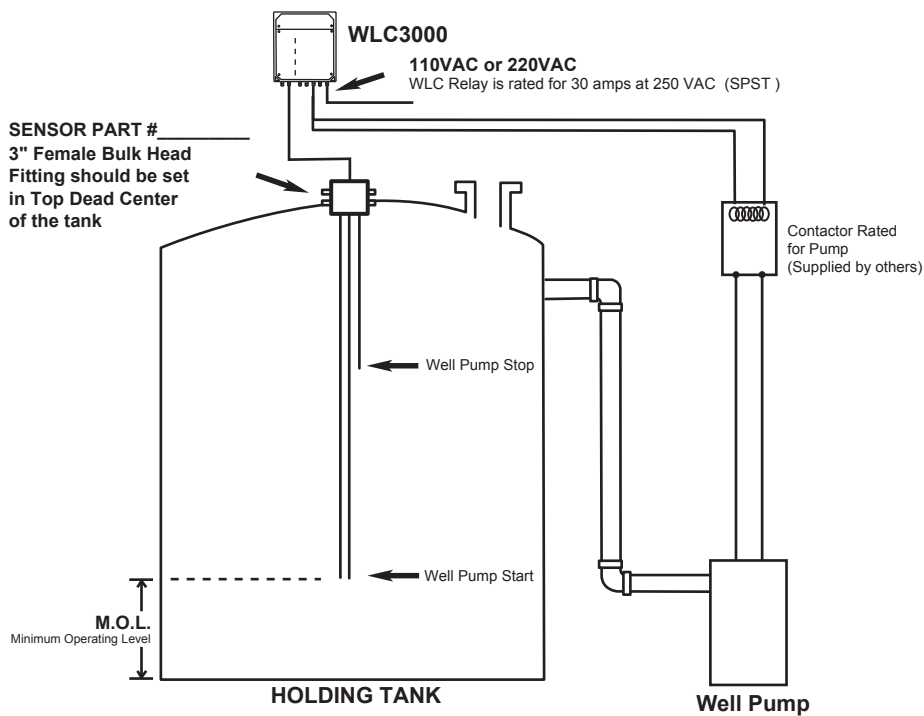 WLC3000
110VAC or 220VAC
WLC Relay is rated for 30 amps at 250 VAC (SPST )
SENSOR PART #_________
3" Female Bulk Head
Fitting should be set
in Top Dead Center
of the tank
Contactor Rated
for Pump
(Supplied by others)
Well Pump Stop
Well Pump Start
M.O.L.
Minimum Operating Level
HOLDING TANK
Well Pump